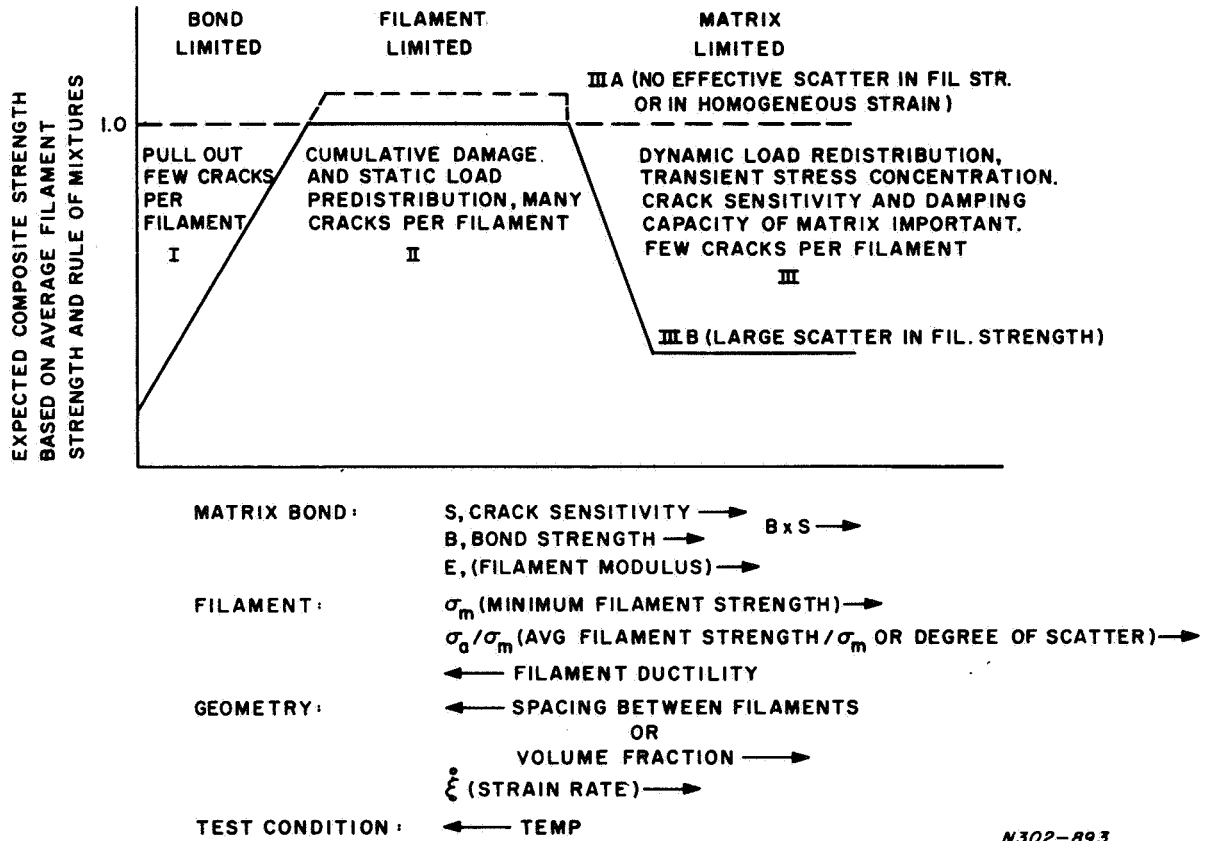 EXPECTED COMPOSITE STRENGTH
BASED ON AVERAGE FILAMENT
STRENGTH AND RULE OF MIXTURES
1.0
BOND
LIMITED
FILAMENT
LIMITED
MATRIX
LIMITED
III A (NO EFFECTIVE SCATTER IN FIL STR.
OR IN HOMOGENEOUS STRAIN)
PULL OUT
FEW CRACKS
PER
FILAMENT
I
CUMULATIVE DAMAGE.
AND STATIC LOAD
PREDISTRIBUTION, MANY
CRACKS PER FILAMENT
II
DYNAMIC LOAD REDISTRIBUTION,
TRANSIENT STRESS CONCENTRATION.
CRACK SENSITIVITY AND DAMPING
CAPACITY OF MATRIX IMPORTANT.
FEW CRACKS PER FILAMENT
III
III B (LARGE SCATTER IN FIL. STRENGTH)
MATRIX BOND: S, CRACK SENSITIVITY →
B, BOND STRENGTH →
B x S →
E, (FILAMENT MODULUS) →
FILAMENT: σm (MINIMUM FILAMENT STRENGTH) →
σa/σm (AVG FILAMENT STRENGTH/σm OR DEGREE OF SCATTER) →
← FILAMENT DUCTILITY
GEOMETRY: ← SPACING BETWEEN FILAMENTS
OR
VOLUME FRACTION →
ξ̇ (STRAIN RATE) →
TEST CONDITION: ← TEMP
N302-893